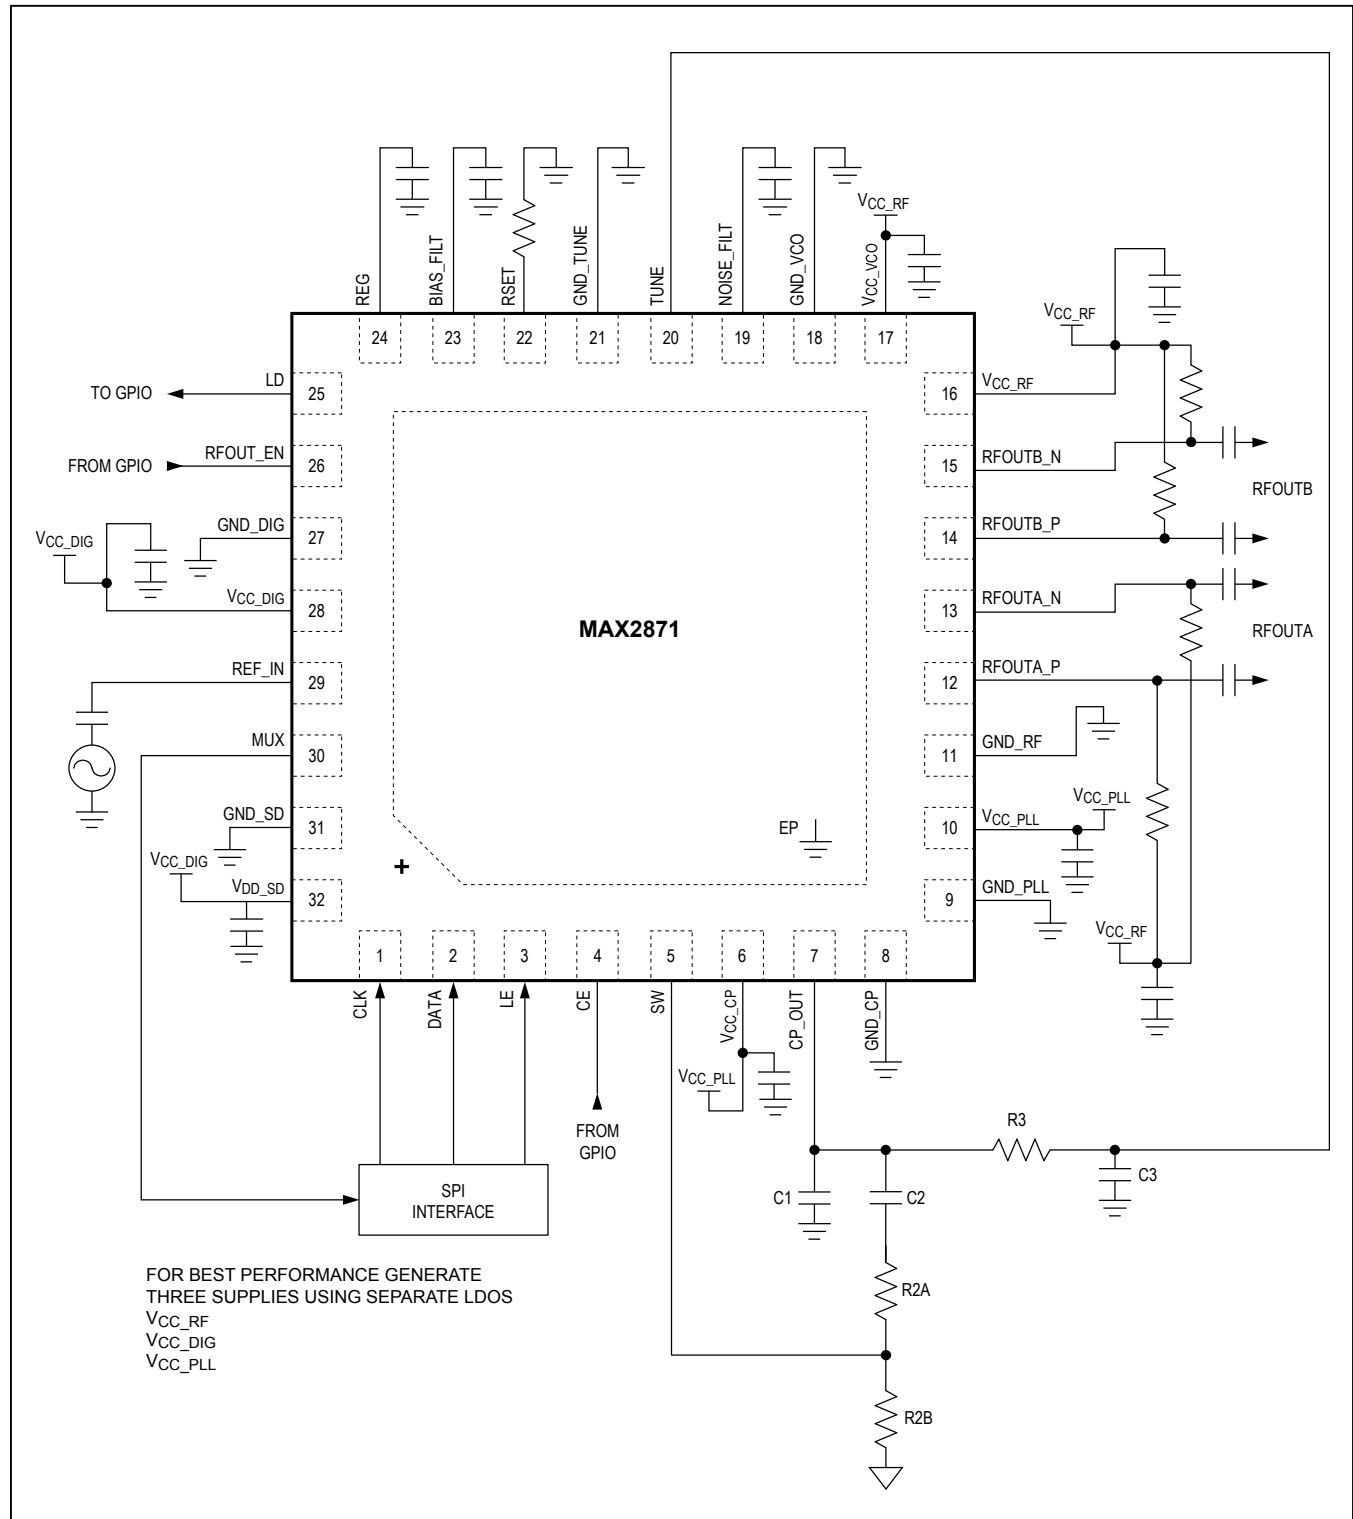 REG
BIAS_FILT
RSET
GND_TUNE
TUNE
NOISE_FILT
GND_VCO
VCC_RF
VCC_VCO
24
23
22
21
20
19
18
17
TO GPIO
LD
25
FROM GPIO
RFOUT_EN
26
GND_DIG
27
VCC_DIG
VCC_DIG
28
REF_IN
29
MUX
30
GND_SD
31
VCC_DIG
VDD_SD
32
MAX2871
EP
+
VCC_RF
16
VCC_RF
15
RFOUTB_N
RFOUTB
14
RFOUTB_P
13
RFOUTA_N
RFOUTA
12
RFOUTA_P
11
GND_RF
VCC_PLL
10
VCC_PLL
9
GND_PLL
VCC_RF
1
2
3
4
5
6
7
8
CLK
DATA
LE
CE
SW
VCC_CP
CP_OUT
GND_CP
VCC_PLL
FROM
GPIO
R3
C1
C2
C3
SPI
INTERFACE
R2A
R2B
FOR BEST PERFORMANCE GENERATE
THREE SUPPLIES USING SEPARATE LDOS
VCC_RF
VCC_DIG
VCC_PLL